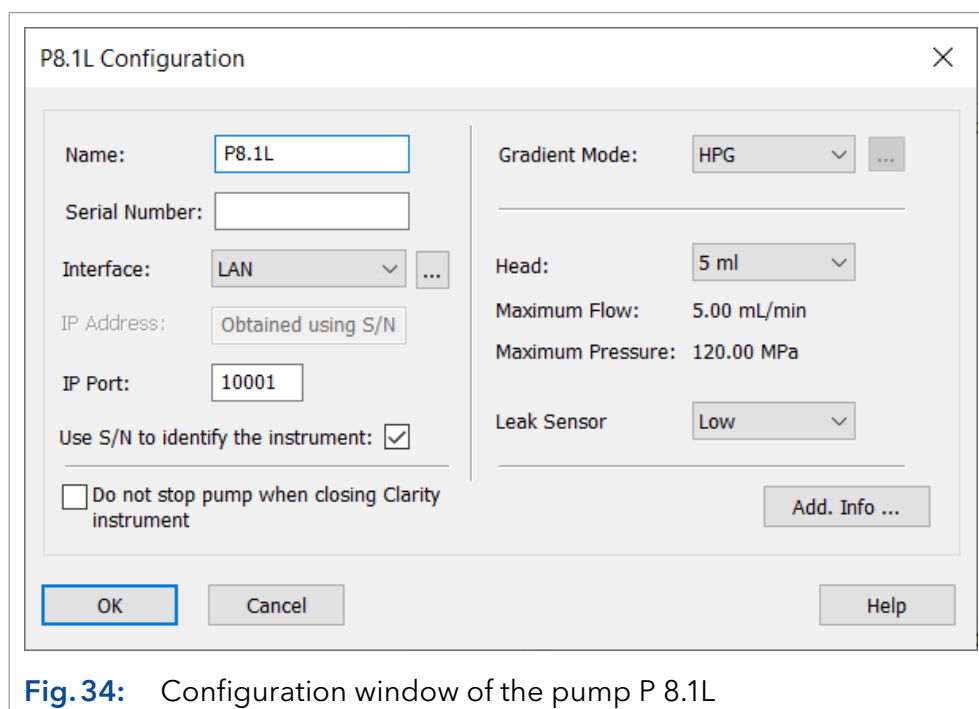 P8.1L Configuration
Name: P8.1L
Serial Number:
Interface: LAN ...
IP Address: Obtained using S/N
IP Port: 10001
Use S/N to identify the instrument:
Do not stop pump when closing Clarity
instrument
Gradient Mode: HPG ...
Head: 5 ml
Maximum Flow: 5.00 mL/min
Maximum Pressure: 120.00 MPa
Leak Sensor Low
Add. Info ...
OK Cancel Help
Fig. 34: Configuration window of the pump P 8.1L